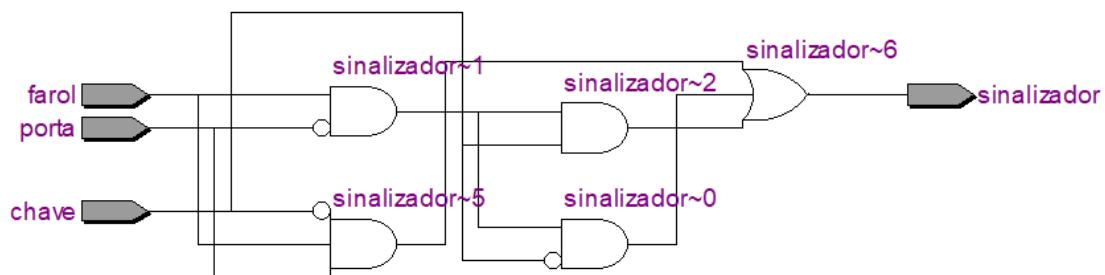 sinalizador~6
sinalizador~1
sinalizador~2
farol
sinalizador
porta
sinalizador~5
sinalizador~0
chave